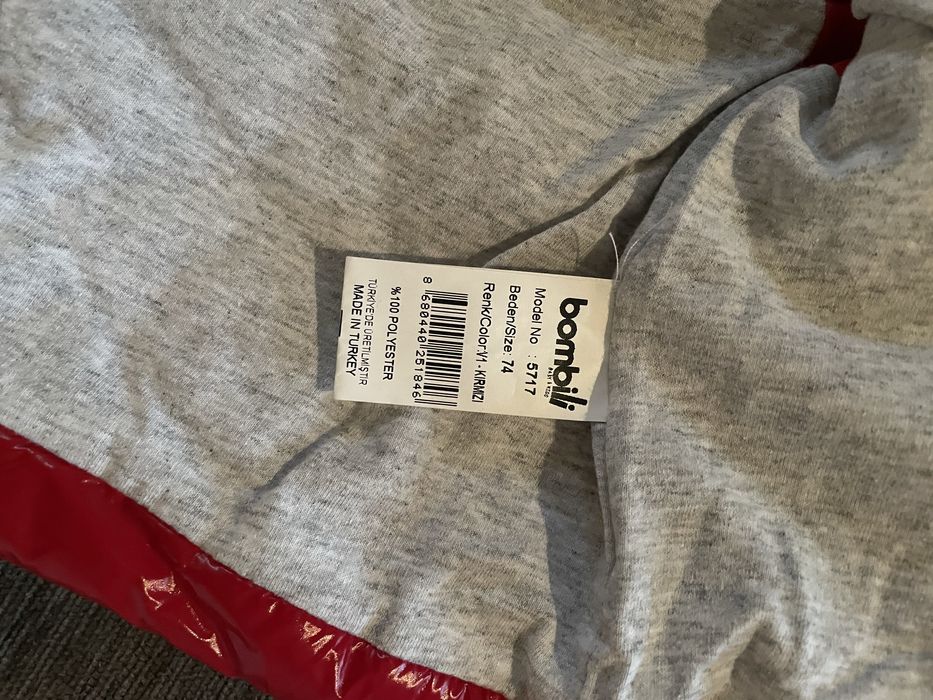 bombili
Model No : 5717
Beden/Size: 74
Renk/Color:V1 - KIRMIZI
8 680440 251846
%100 POLYESTER
TÜRKİYE'DE ÜRETİLMİŞTİR
MADE IN TURKEY